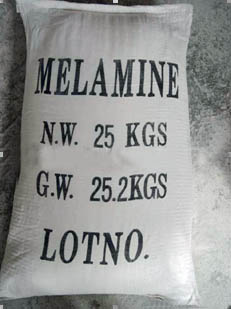 MELAMINE
N.W. 25 KGS
G.W. 25.2KGS
LOTNO.